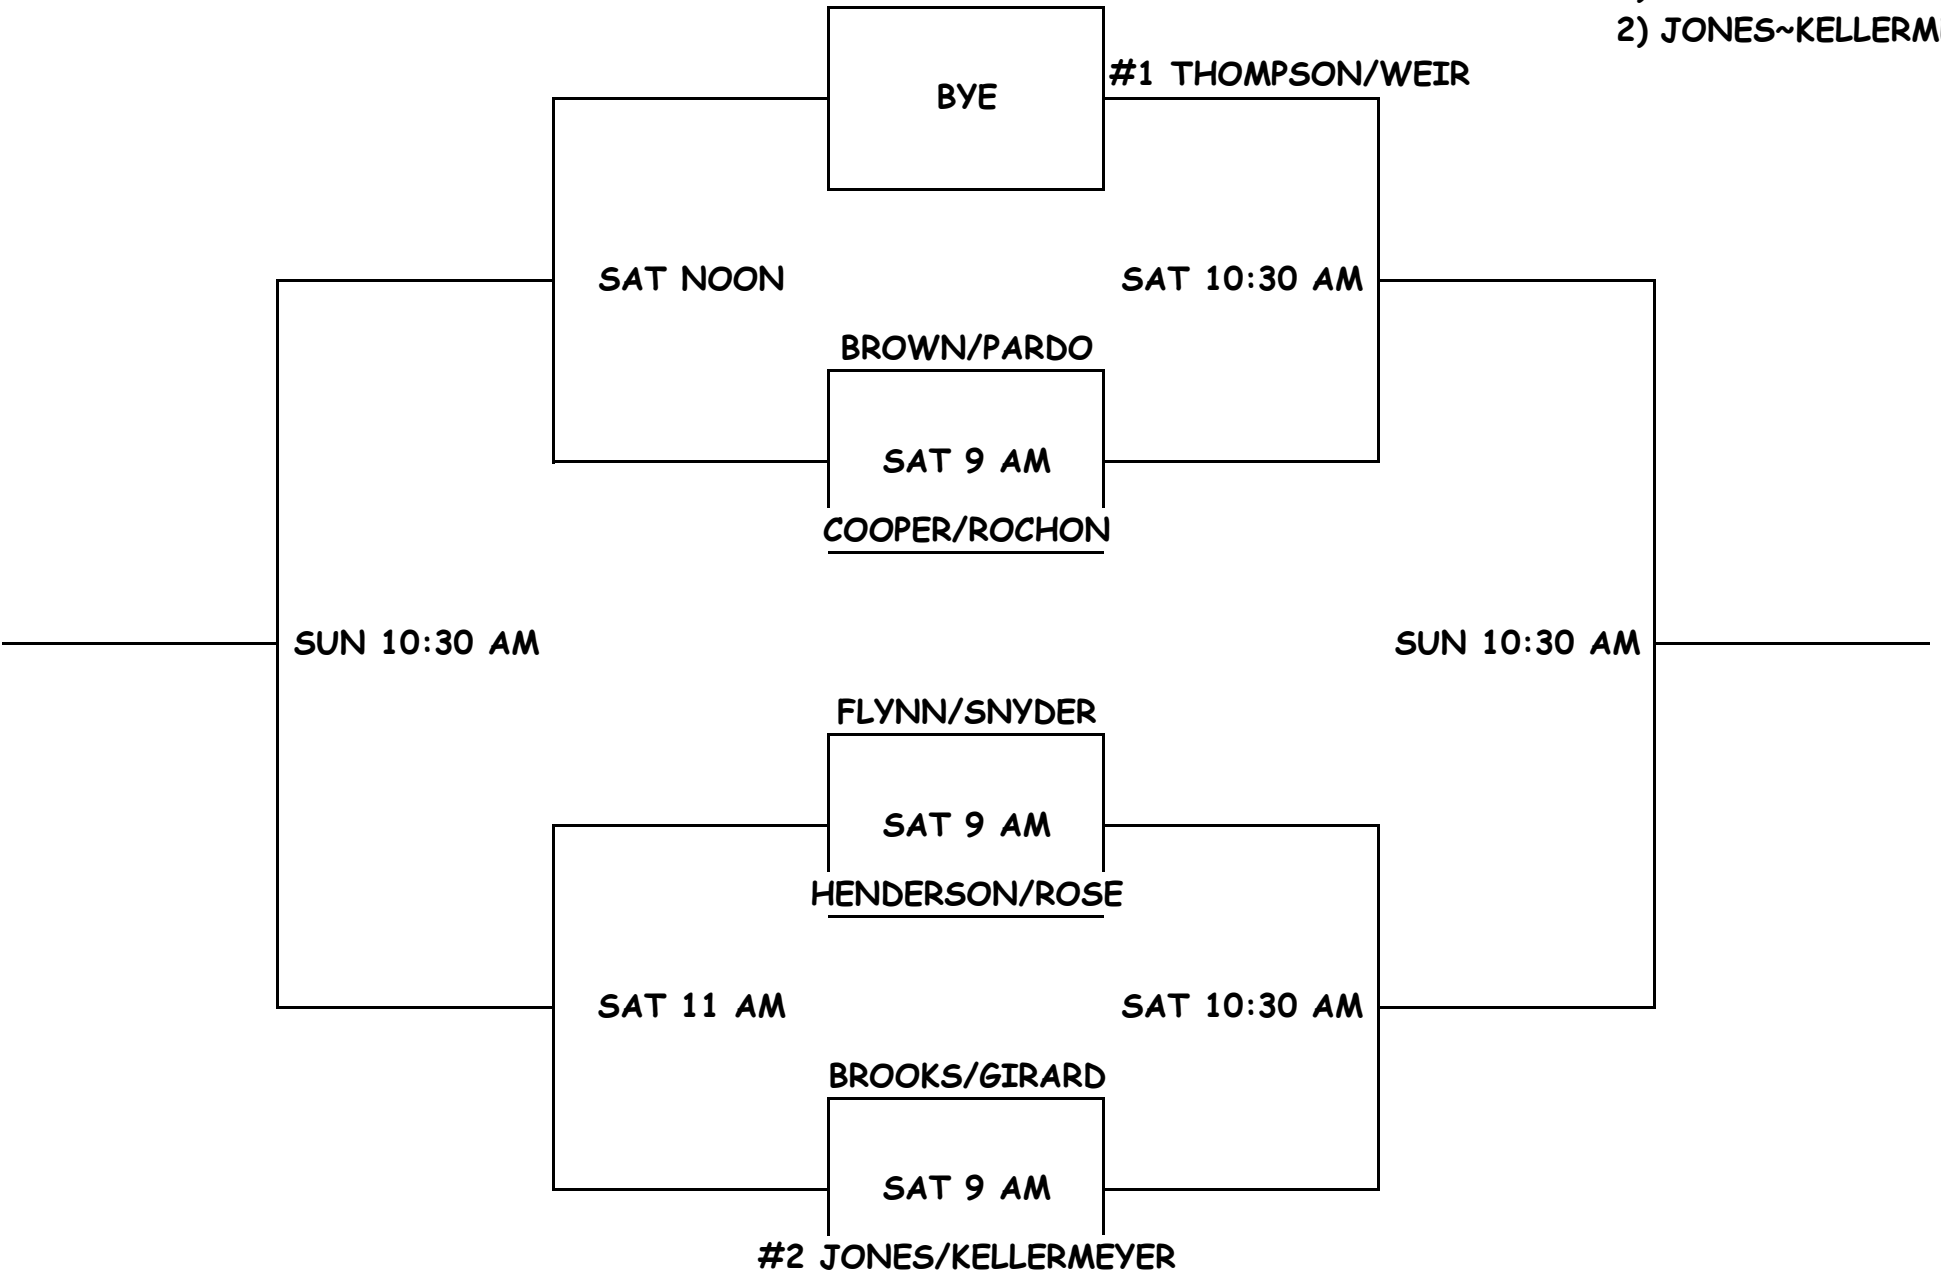 2) JONES~KELLERM
#1 THOMPSON/WEIR
BYE
SAT NOON
SAT 10:30 AM
BROWN/PARDO
SAT 9 AM
COOPER/ROCHON
SUN 10:30 AM
SUN 10:30 AM
FLYNN/SNYDER
SAT 9 AM
HENDERSON/ROSE
SAT 11 AM
SAT 10:30 AM
BROOKS/GIRARD
SAT 9 AM
#2 JONES/KELLERMEYER